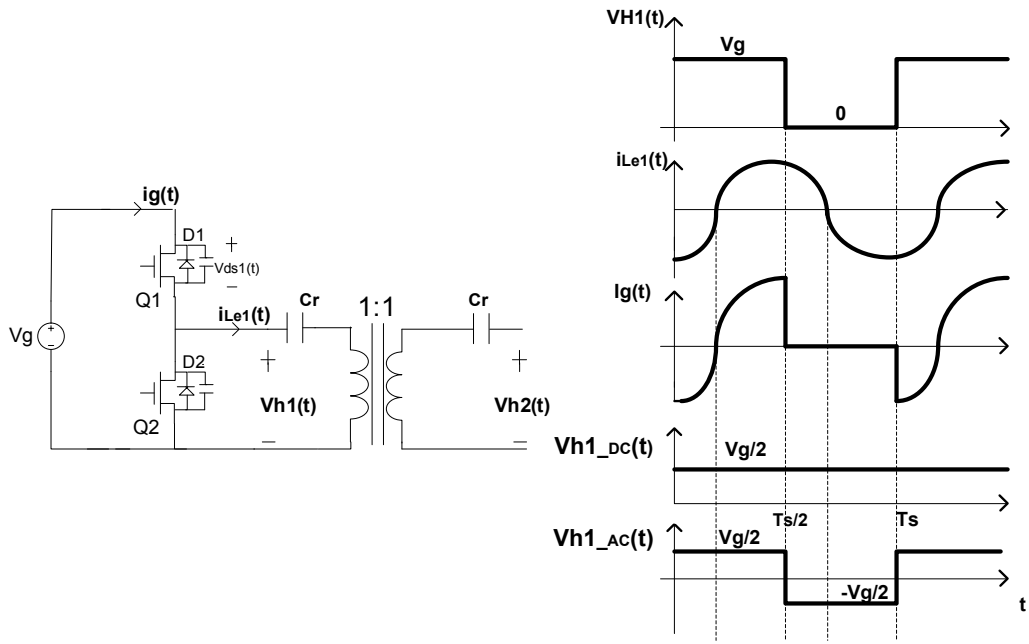 VH1(t)
Vg
0
iLe1(t)
ig(t)
D1
+
Vds1(t)
−
Q1
iLe1(t)
Cr
1:1
Cr
Ig(t)
Vg
+
−
D2
Q2
+
Vh1(t)
−
+
Vh2(t)
−
Vh1_DC(t)
Vg/2
Ts/2
Ts
Vh1_AC(t)
Vg/2
-Vg/2
t